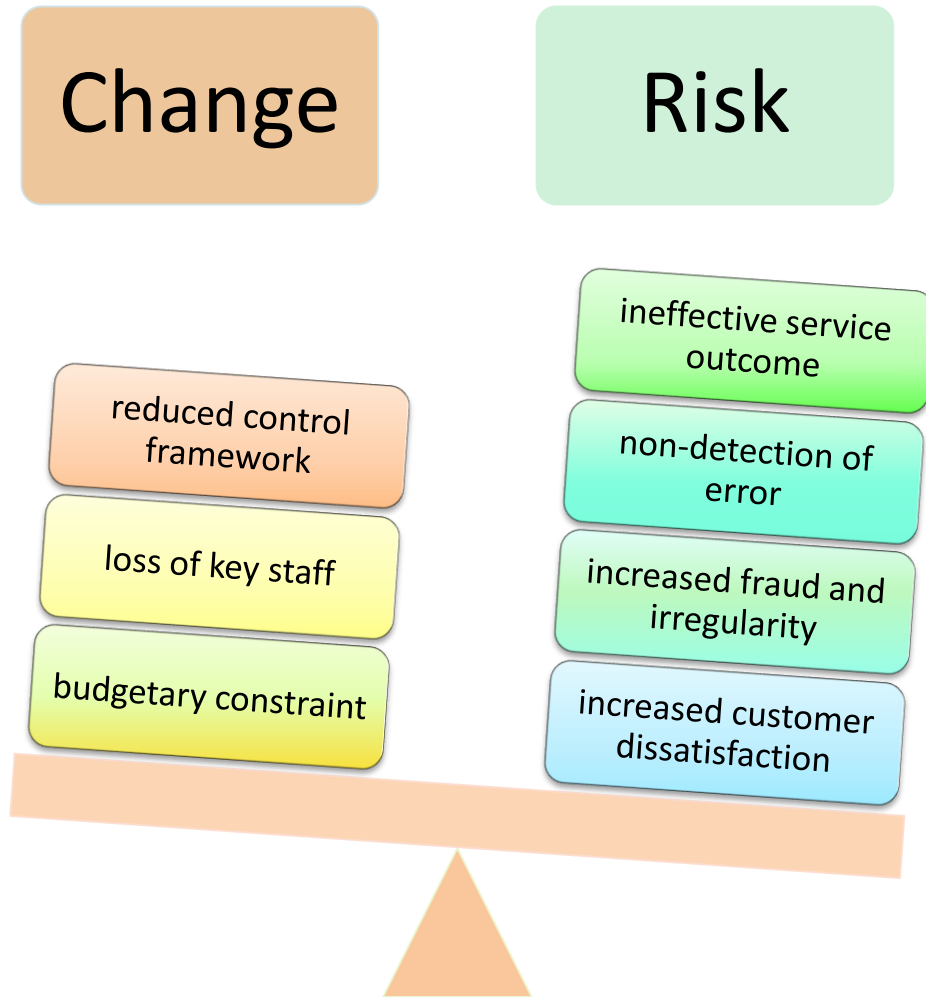 Change
Risk
reduced control
framework
loss of key staff
budgetary constraint
ineffective service
outcome
non-detection of
error
increased fraud and
irregularity
increased customer
dissatisfaction